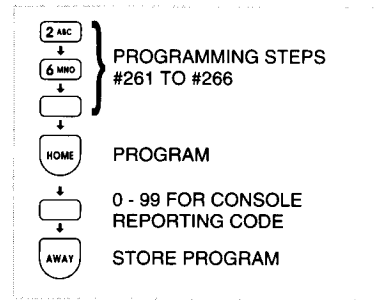 2 ABC
6 MNO
PROGRAMMING STEPS
#261 TO #266
HOME
PROGRAM
0 - 99 FOR CONSOLE
REPORTING CODE
AWAY
STORE PROGRAM